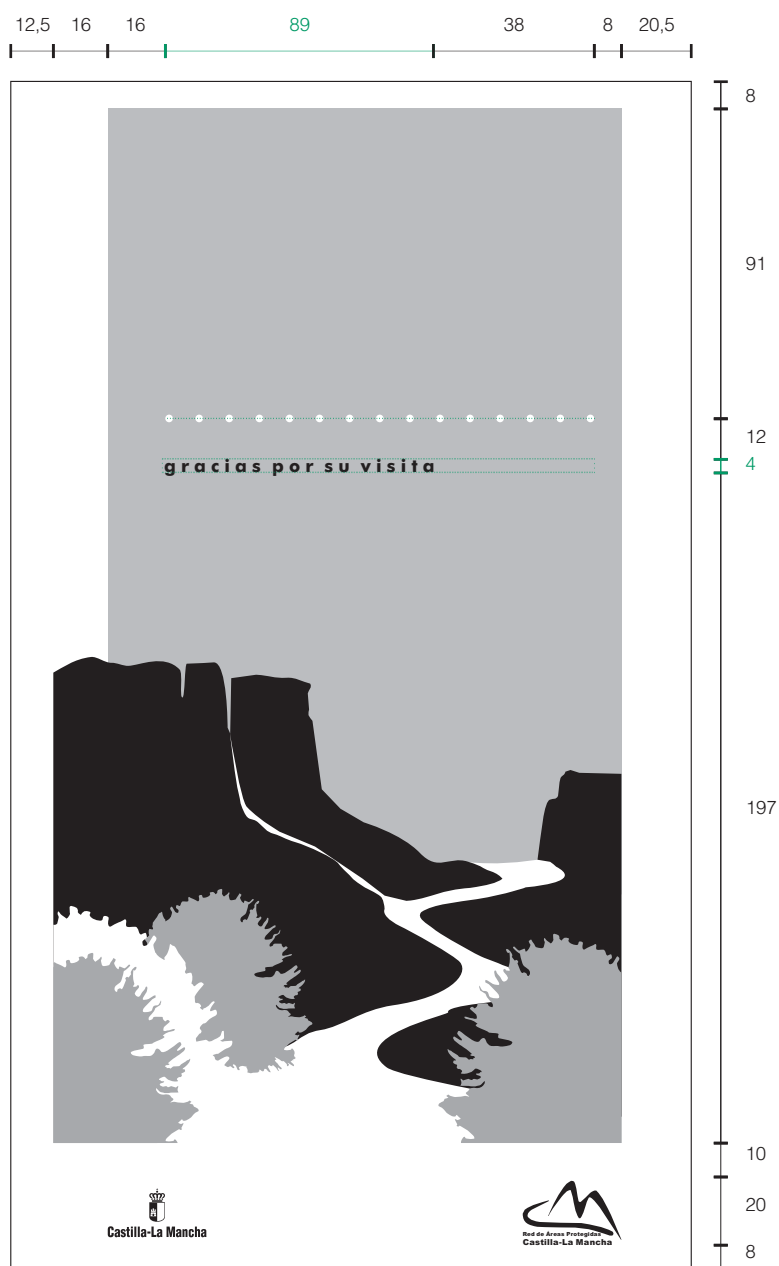 12,5 16 16 89 38 8 20,5
8
91
12
gracias por su visita
4
197
10
20
Castilla-La Mancha
Red de Áreas Protegidas
Castilla-La Mancha
8